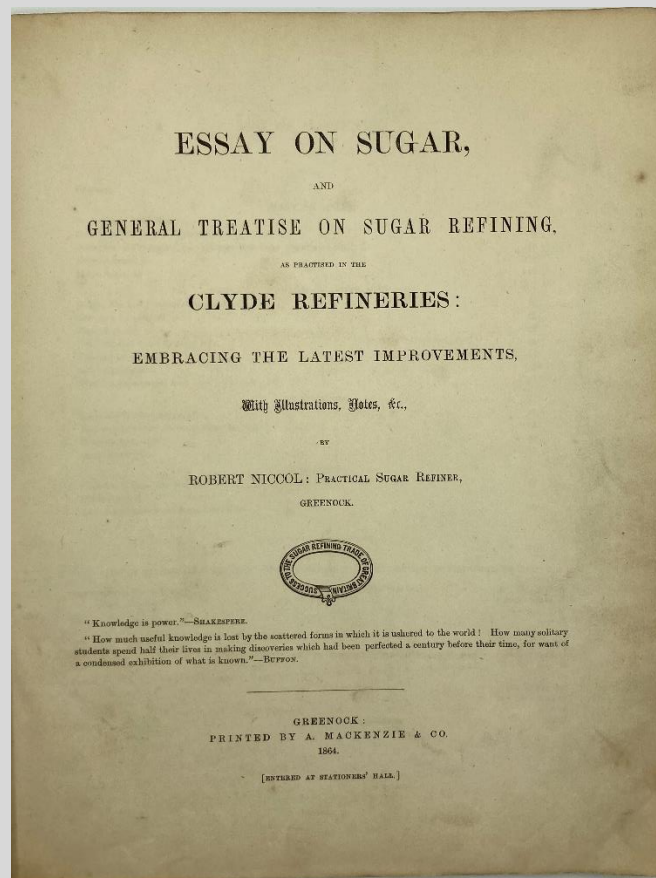 ESSAY ON SUGAR,
AND
GENERAL TREATISE ON SUGAR REFINING,
AS PRACTISED IN THE
CLYDE REFINERIES:
EMBRACING THE LATEST IMPROVEMENTS,
With Illustrations, Notes, &c.,
BY
ROBERT NICCOL: PRACTICAL SUGAR REFINER,
GREENOCK.
SUCCESS TO THE SUGAR REFINING TRADE OF GREAT BRITAIN
"Knowledge is power."—SHAKESPERE.
"How much useful knowledge is lost by the scattered forms in which it is ushered to the world! How many solitary
students spend half their lives in making discoveries which had been perfected a century before their time, for want of
a condensed exhibition of what is known."—BUFFON.
GREENOCK:
PRINTED BY A. MACKENZIE & CO.
1864.
[ENTERED AT STATIONERS' HALL.]